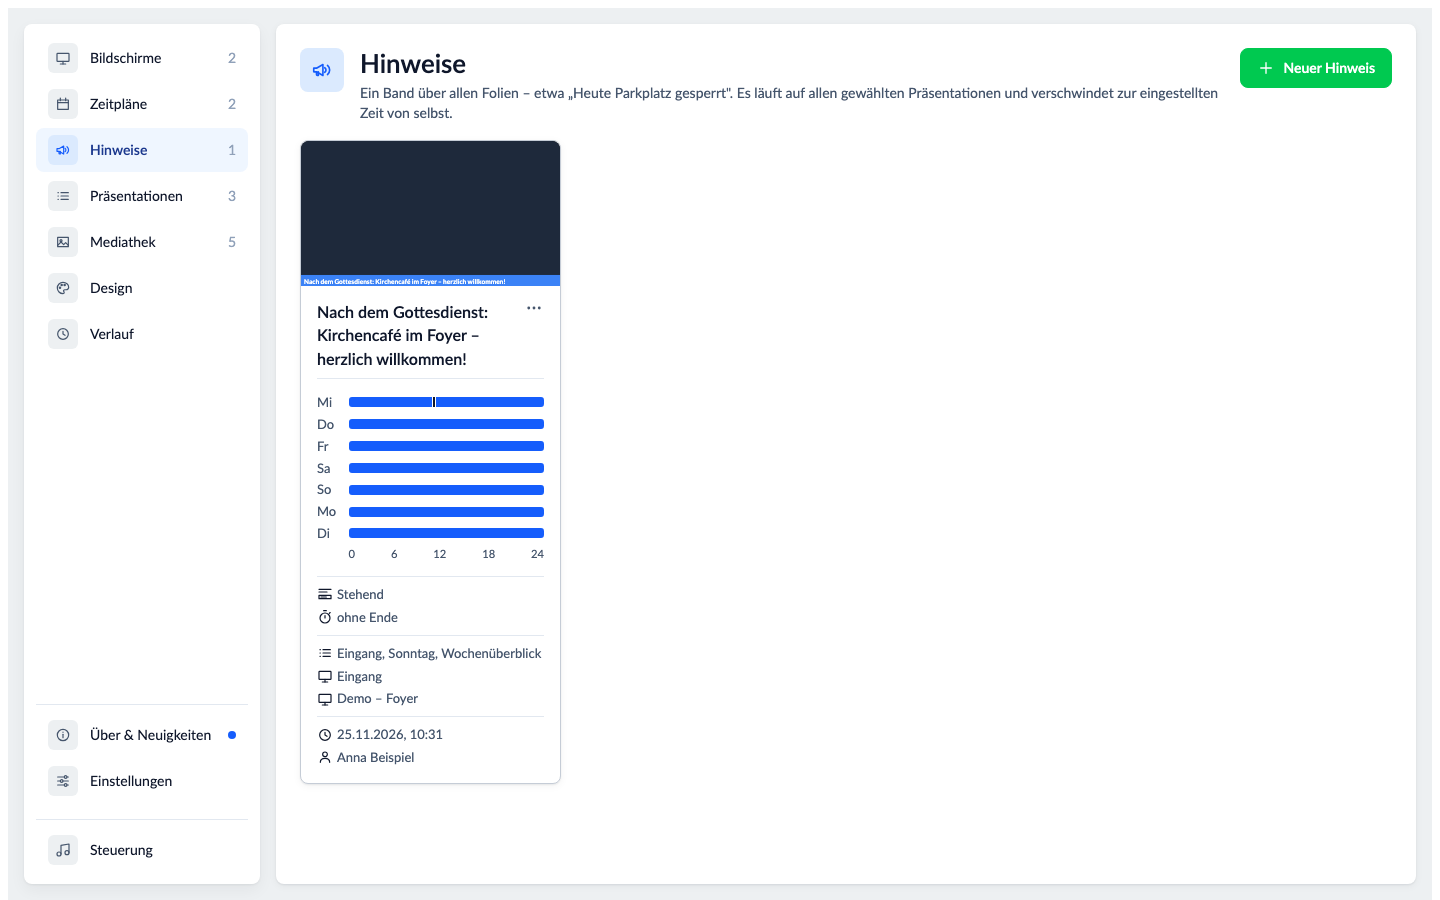 Bildschirme 2
Zeitpläne 2
Hinweise 1
Präsentationen 3
Mediathek 5
Design
Verlauf
Über & Neuigkeiten
Einstellungen
Steuerung
Hinweise
Ein Band über allen Folien – etwa „Heute Parkplatz gesperrt". Es läuft auf allen gewählten Präsentationen und verschwindet zur eingestellten
Zeit von selbst.
Neuer Hinweis
Nach dem Gottesdienst: Kirchencafé im Foyer – herzlich willkommen!
Nach dem Gottesdienst:
Kirchencafé im Foyer –
herzlich willkommen!
Mi
Do
Fr
Sa
So
Mo
Di
0 6 12 18 24
Stehend
ohne Ende
Eingang, Sonntag, Wochenüberblick
Eingang
Demo – Foyer
25.11.2026, 10:31
Anna Beispiel